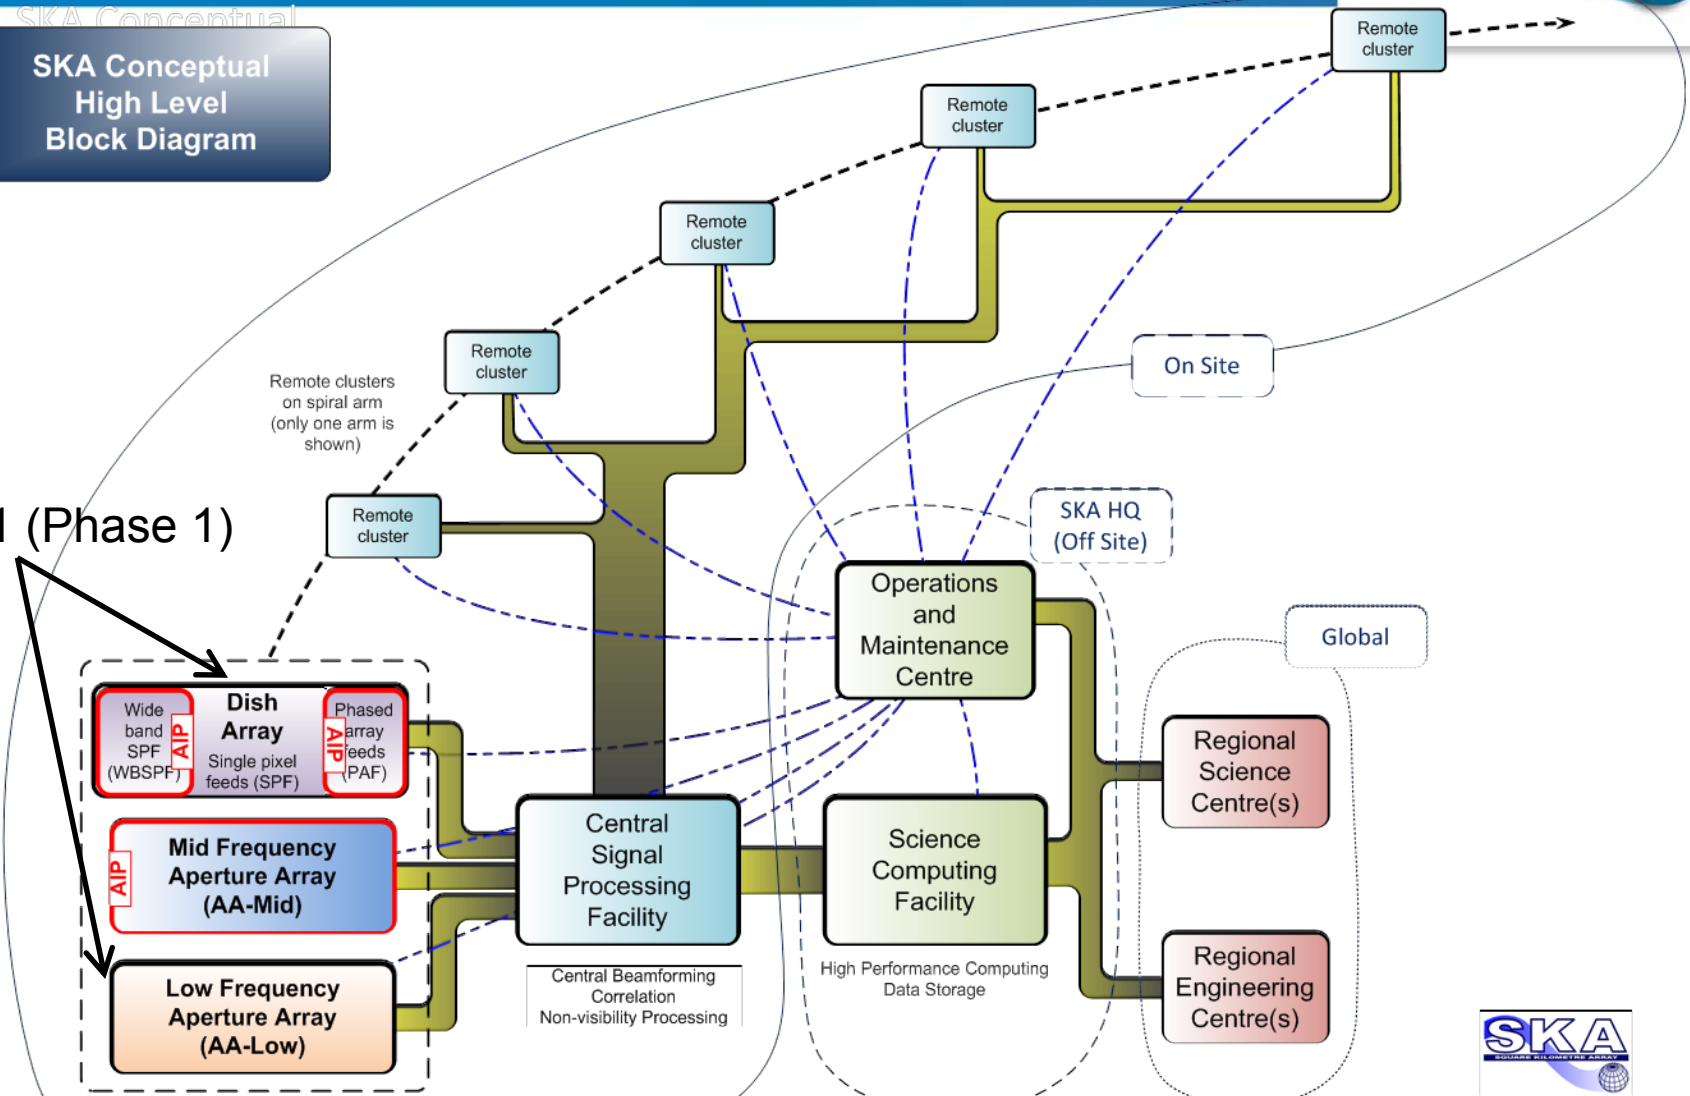 SKA Conceptual
SKA Conceptual
High Level
Block Diagram
Remote
cluster
Remote
cluster
Remote
cluster
Remote
cluster
Remote clusters
on spiral arm
(only one arm is
shown)
On Site
1 (Phase 1)
Remote
cluster
SKA HQ
(Off Site)
Operations
and
Maintenance
Centre
Global
Wide
band
SPF
(WBSPF)
AIP
Dish
Array
Single pixel
feeds (SPF)
AIP
Phased
array
feeds
(PAF)
Regional
Science
Centre(s)
AIP
Mid Frequency
Aperture Array
(AA-Mid)
Central
Signal
Processing
Facility
Science
Computing
Facility
Low Frequency
Aperture Array
(AA-Low)
Central Beamforming
Correlation
Non-visibility Processing
High Performance Computing
Data Storage
Regional
Engineering
Centre(s)
SKA
SQUARE KILOMETRE ARRAY